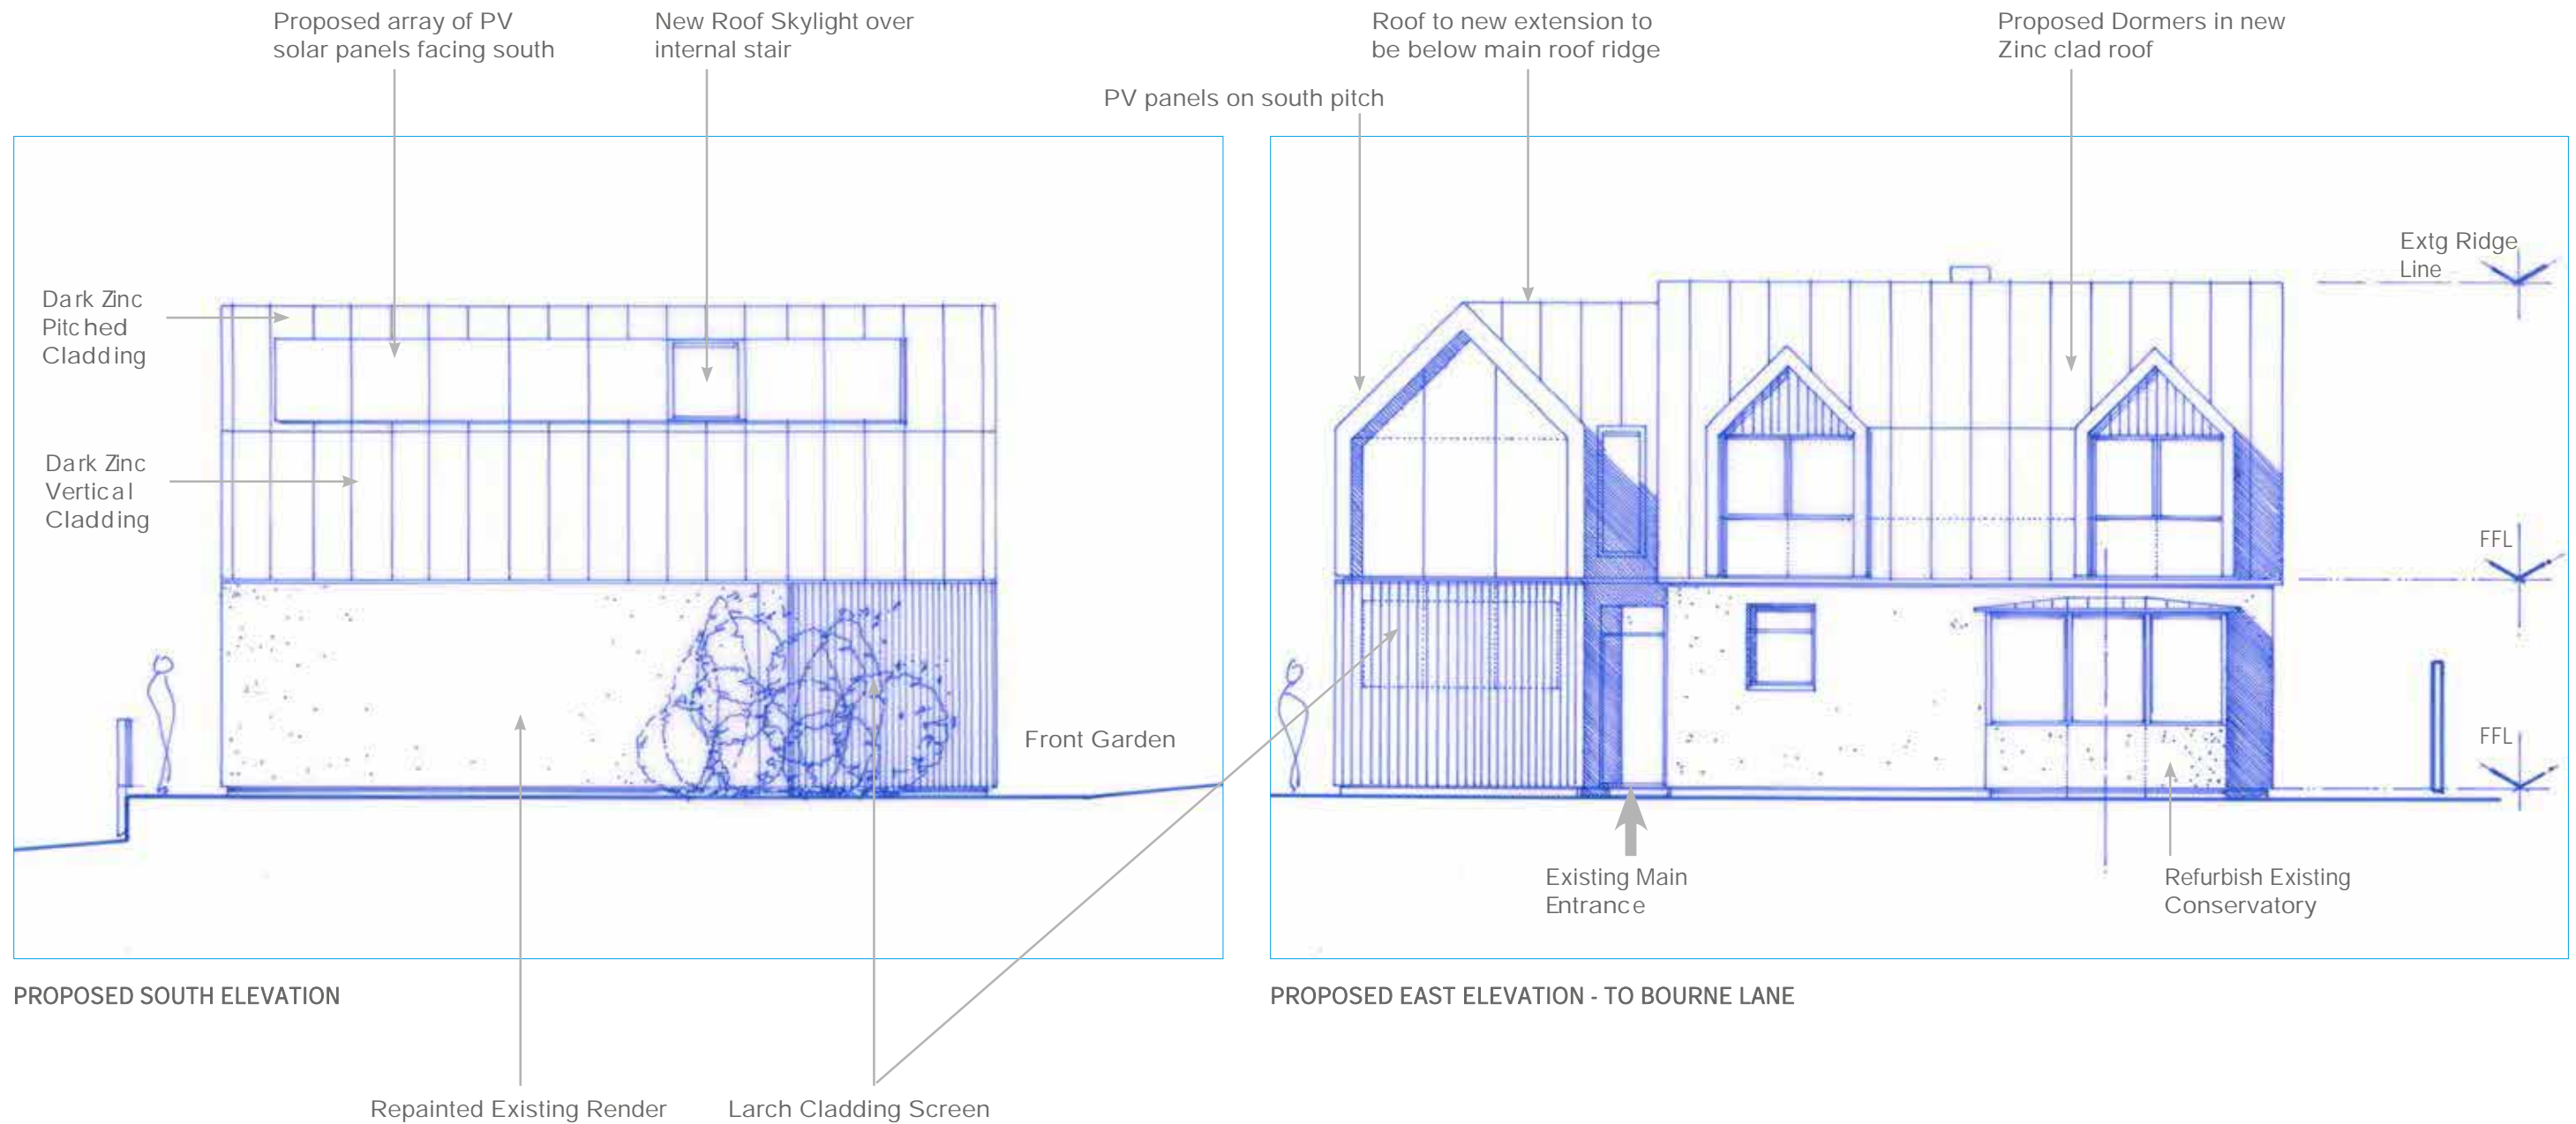 Proposed array of PV
solar panels facing south
New Roof Skylight over
internal stair
Roof to new extension to
be below main roof ridge
Proposed Dormers in new
Zinc clad roof
PV panels on south pitch
Extg Ridge
Line
Dark Zinc
Pitched
Cladding
Dark Zinc
Vertical
Cladding
FFL
Front Garden
FFL
Existing Main
Entrance
Refurbish Existing
Conservatory
PROPOSED SOUTH ELEVATION
PROPOSED EAST ELEVATION - TO BOURNE LANE
Repainted Existing Render
Larch Cladding Screen